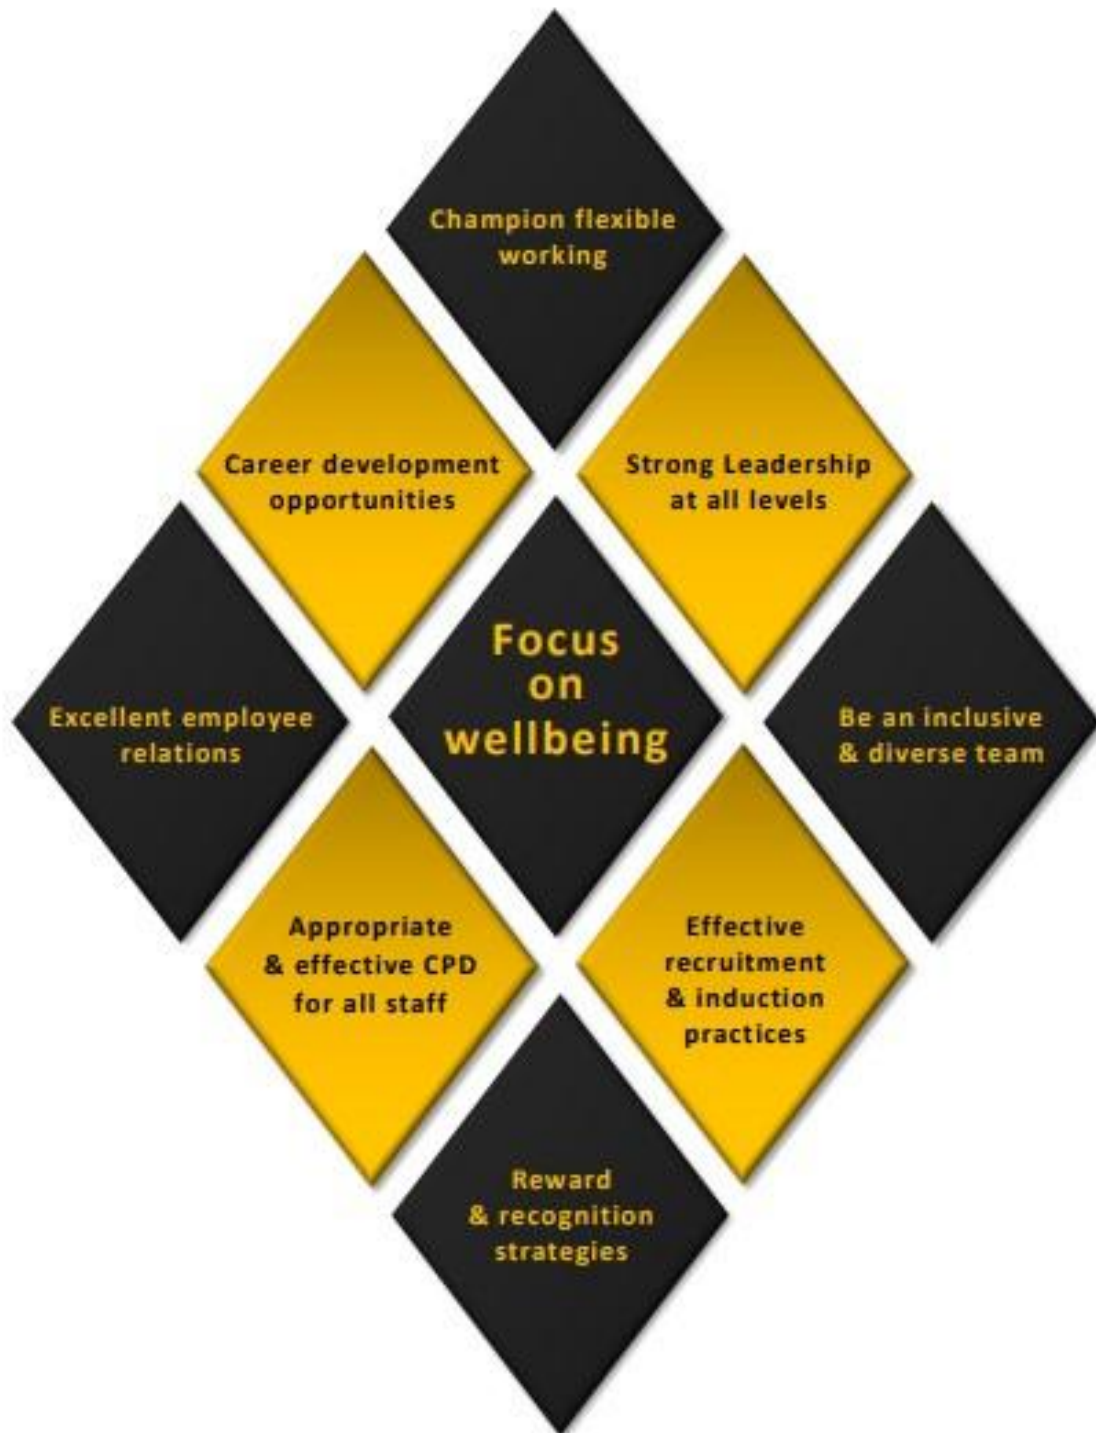 Champion flexible
working
Career development
opportunities
Strong Leadership
at all levels
Excellent employee
relations
Focus
on
wellbeing
Be an inclusive
& diverse team
Appropriate
& effective CPD
for all staff
Effective
recruitment
& induction
practices
Reward
& recognition
strategies